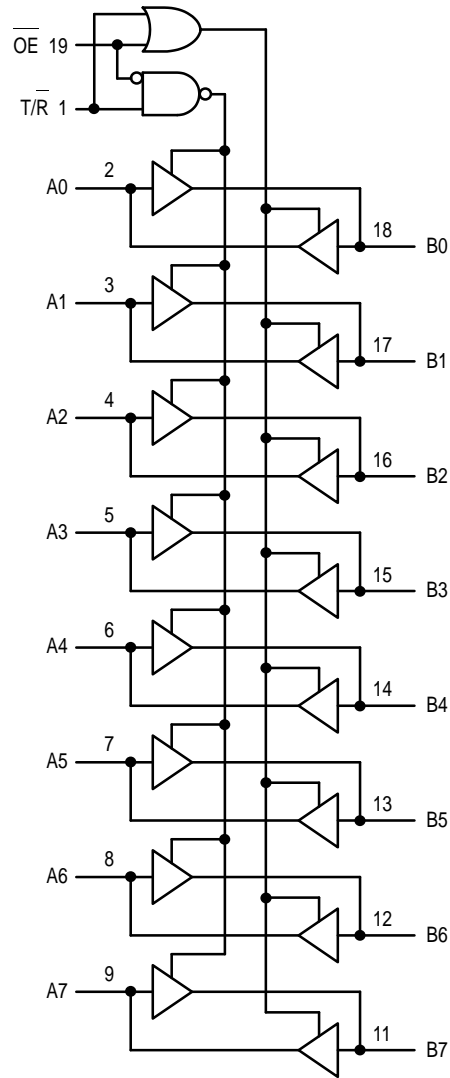 O̅E̅ 19
T/R̅ 1
A0 2
18 B0
A1 3
17 B1
A2 4
16 B2
A3 5
15 B3
A4 6
14 B4
A5 7
13 B5
A6 8
12 B6
A7 9
11 B7